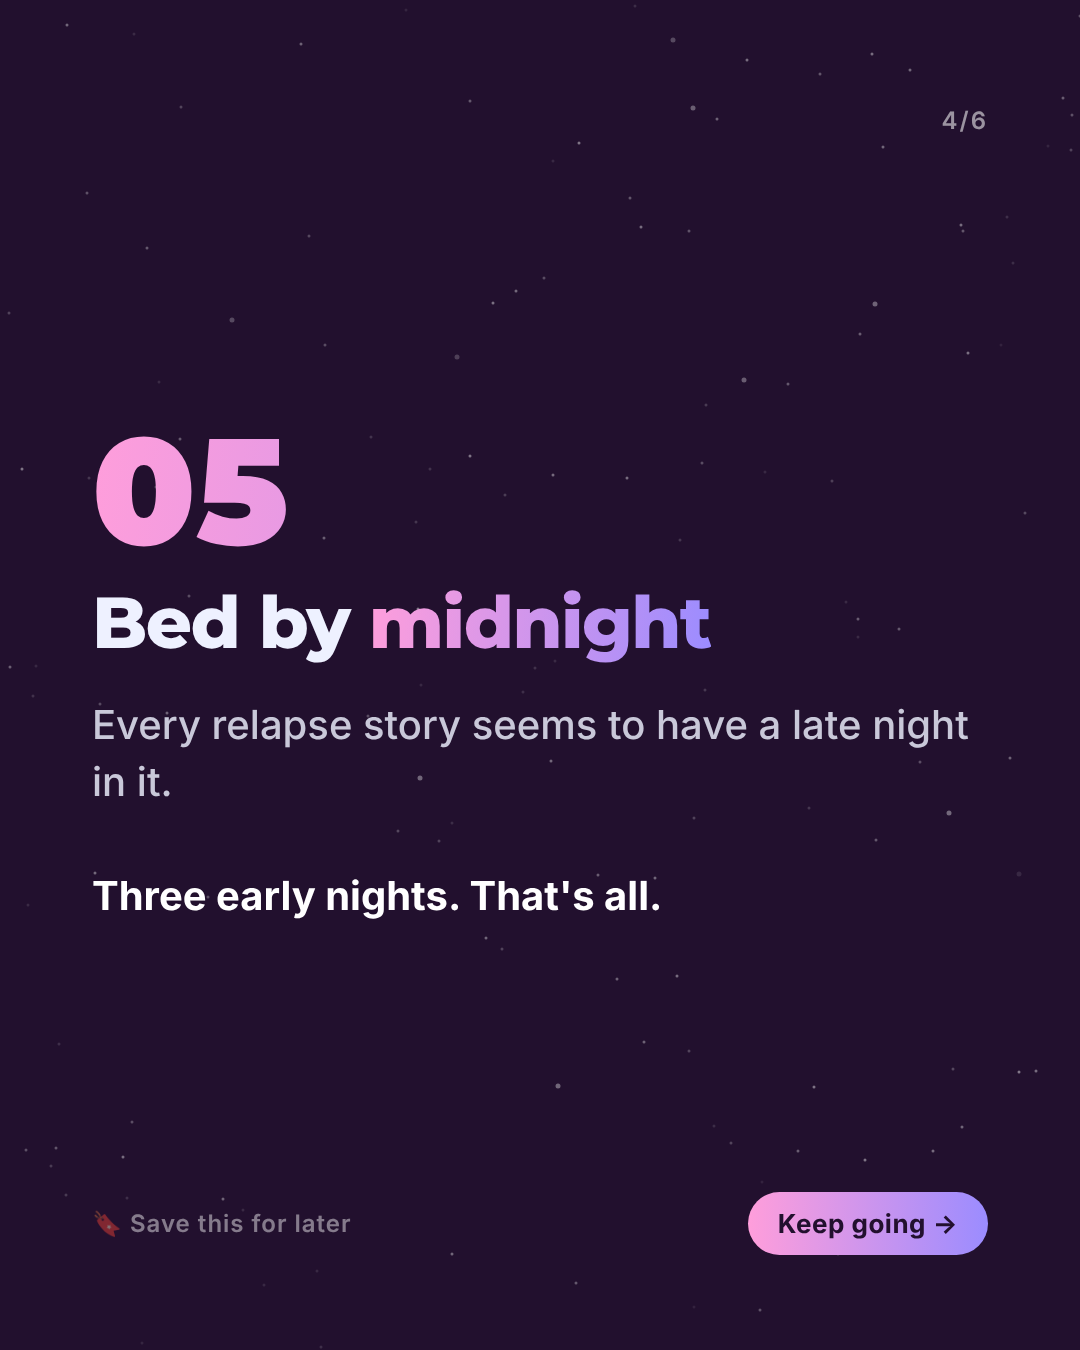 4/6
05
Bed by midnight
Every relapse story seems to have a late night
in it.
Three early nights. That's all.
🔖 Save this for later
Keep going →